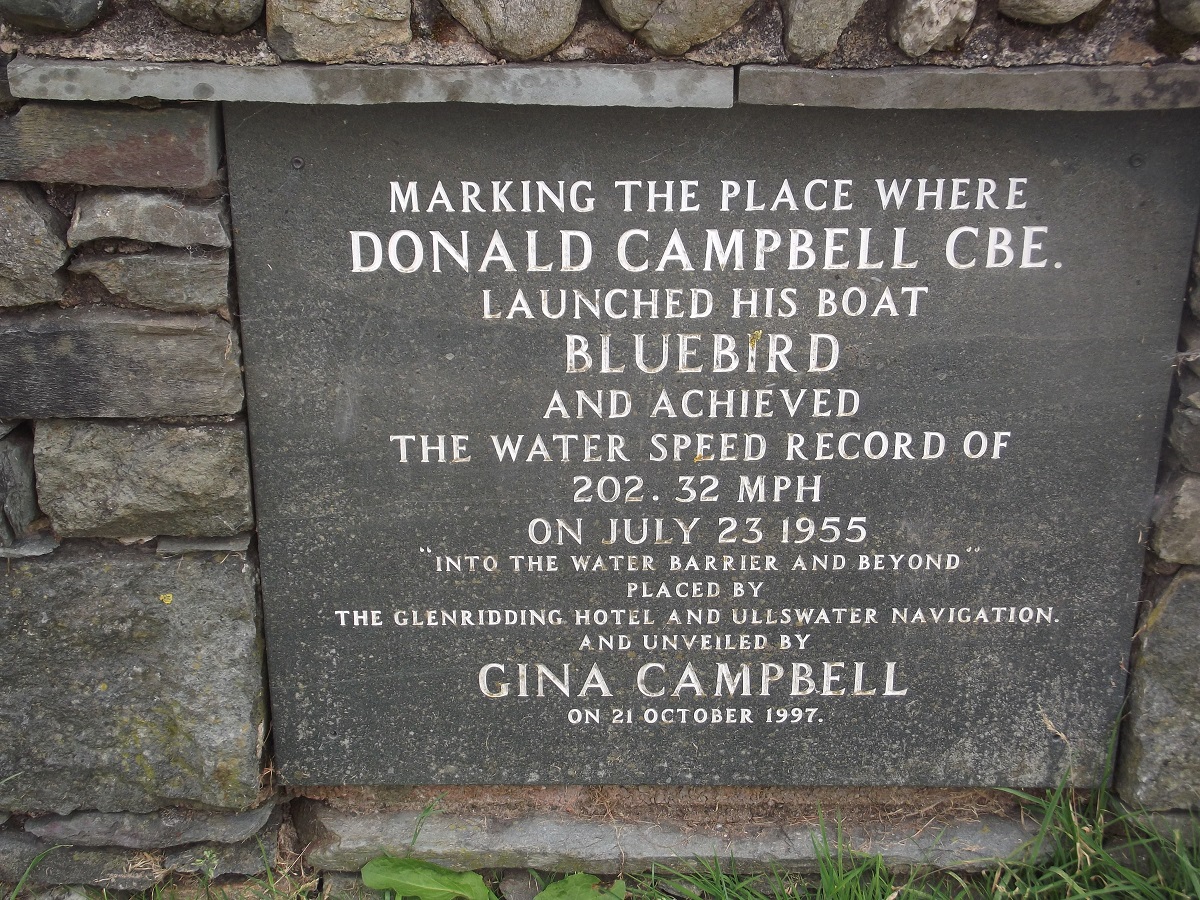 MARKING THE PLACE WHERE
DONALD CAMPBELL CBE.
LAUNCHED HIS BOAT
BLUEBIRD
AND ACHIEVED
THE WATER SPEED RECORD OF
202. 32 MPH
ON JULY 23 1955
“INTO THE WATER BARRIER AND BEYOND“
PLACED BY
THE GLENRIDDING HOTEL AND ULLSWATER NAVIGATION.
AND UNVEILED BY
GINA CAMPBELL
ON 21 OCTOBER 1997.